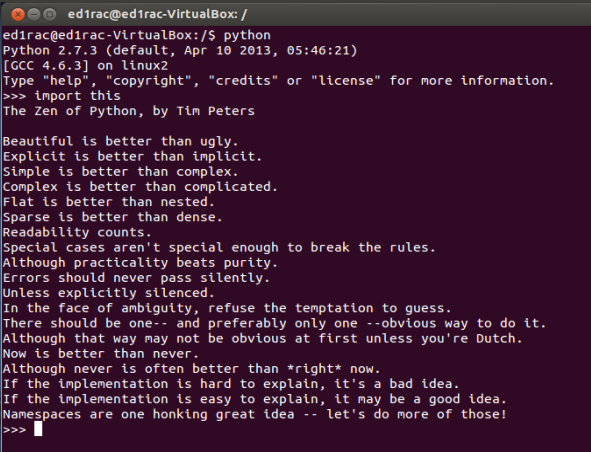 ed1rac@ed1rac-VirtualBox: /
ed1rac@ed1rac-VirtualBox:/$ python
Python 2.7.3 (default, Apr 10 2013, 05:46:21)
[GCC 4.6.3] on linux2
Type "help", "copyright", "credits" or "license" for more information.
>>> import this
The Zen of Python, by Tim Peters

Beautiful is better than ugly.
Explicit is better than implicit.
Simple is better than complex.
Complex is better than complicated.
Flat is better than nested.
Sparse is better than dense.
Readability counts.
Special cases aren't special enough to break the rules.
Although practicality beats purity.
Errors should never pass silently.
Unless explicitly silenced.
In the face of ambiguity, refuse the temptation to guess.
There should be one-- and preferably only one --obvious way to do it.
Although that way may not be obvious at first unless you're Dutch.
Now is better than never.
Although never is often better than *right* now.
If the implementation is hard to explain, it's a bad idea.
If the implementation is easy to explain, it may be a good idea.
Namespaces are one honking great idea -- let's do more of those!
>>>